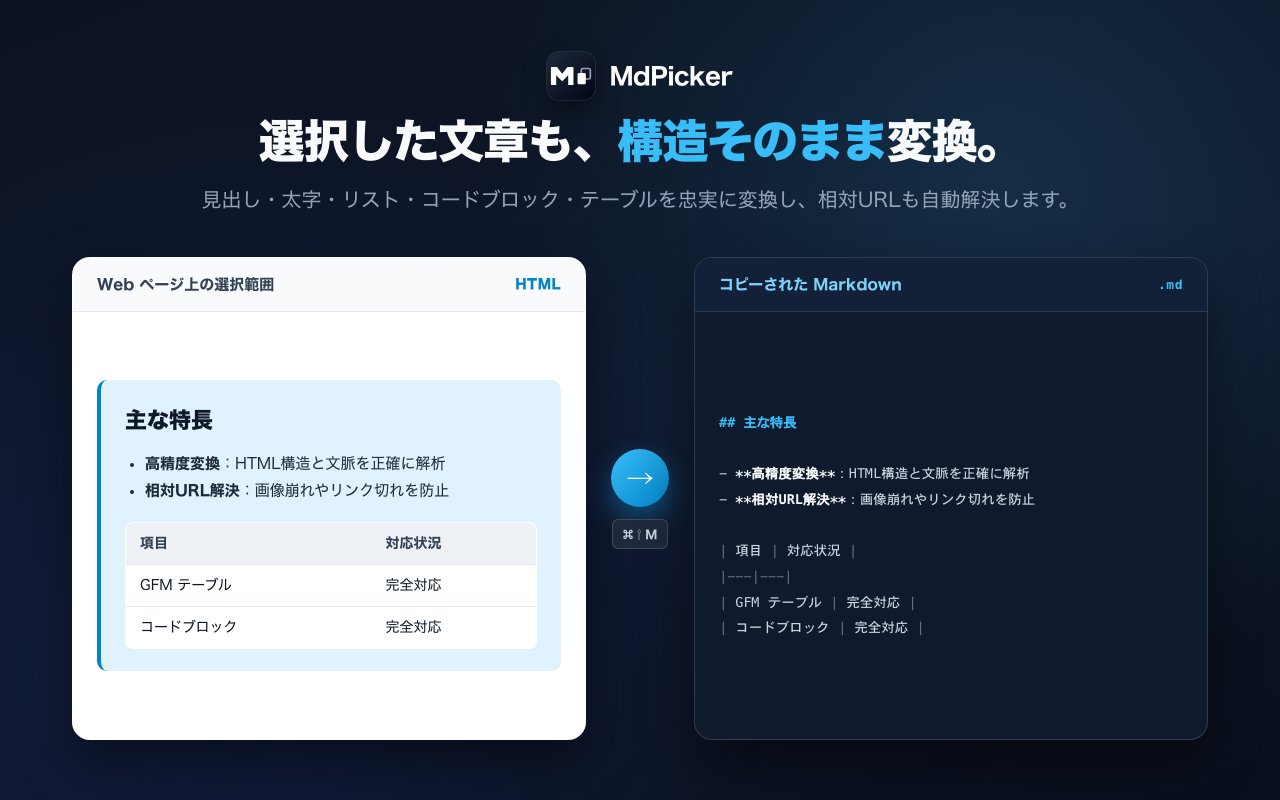 MdPicker
選択した文章も、構造そのまま変換。
見出し・太字・リスト・コードブロック・テーブルを忠実に変換し、相対URLも自動解決します。
Web ページ上の選択範囲
HTML
主な特長
• 高精度変換：HTML構造と文脈を正確に解析
• 相対URL解決：画像崩れやリンク切れを防止
項目 対応状況
GFM テーブル 完全対応
コードブロック 完全対応
→
⌘⇧M
コピーされた Markdown
.md
## 主な特長
- **高精度変換**：HTML構造と文脈を正確に解析
- **相対URL解決**：画像崩れやリンク切れを防止
| 項目 | 対応状況 |
|---|---|
| GFM テーブル | 完全対応 |
| コードブロック | 完全対応 |